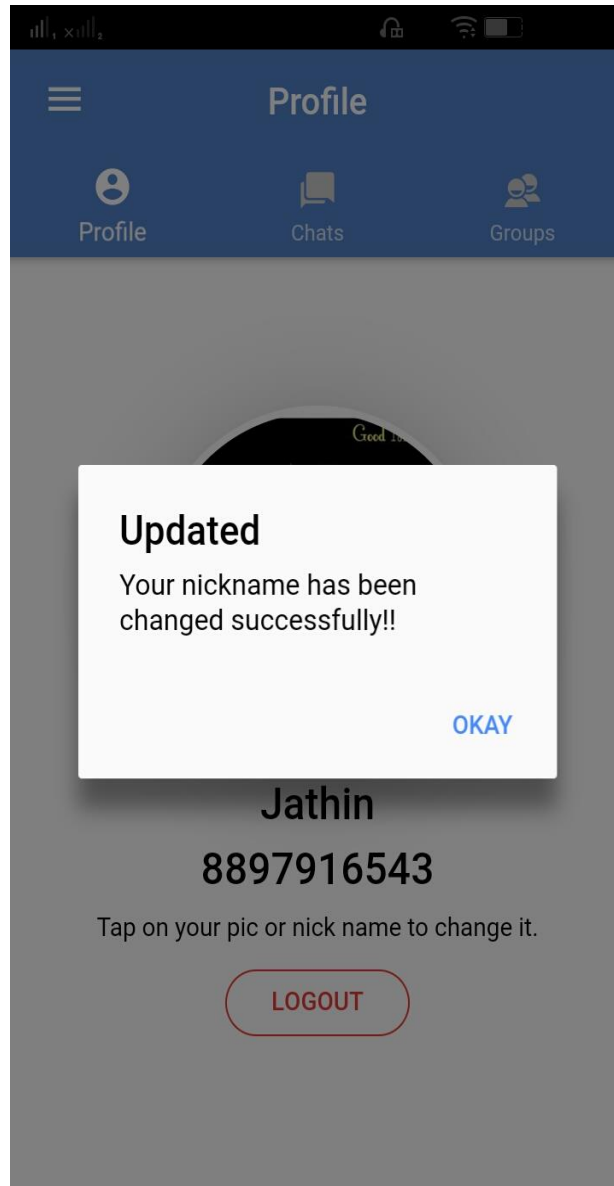 Profile
Profile Chats Groups
Good
Updated
Your nickname has been
changed successfully!!
OKAY
Jathin
8897916543
Tap on your pic or nick name to change it.
LOGOUT